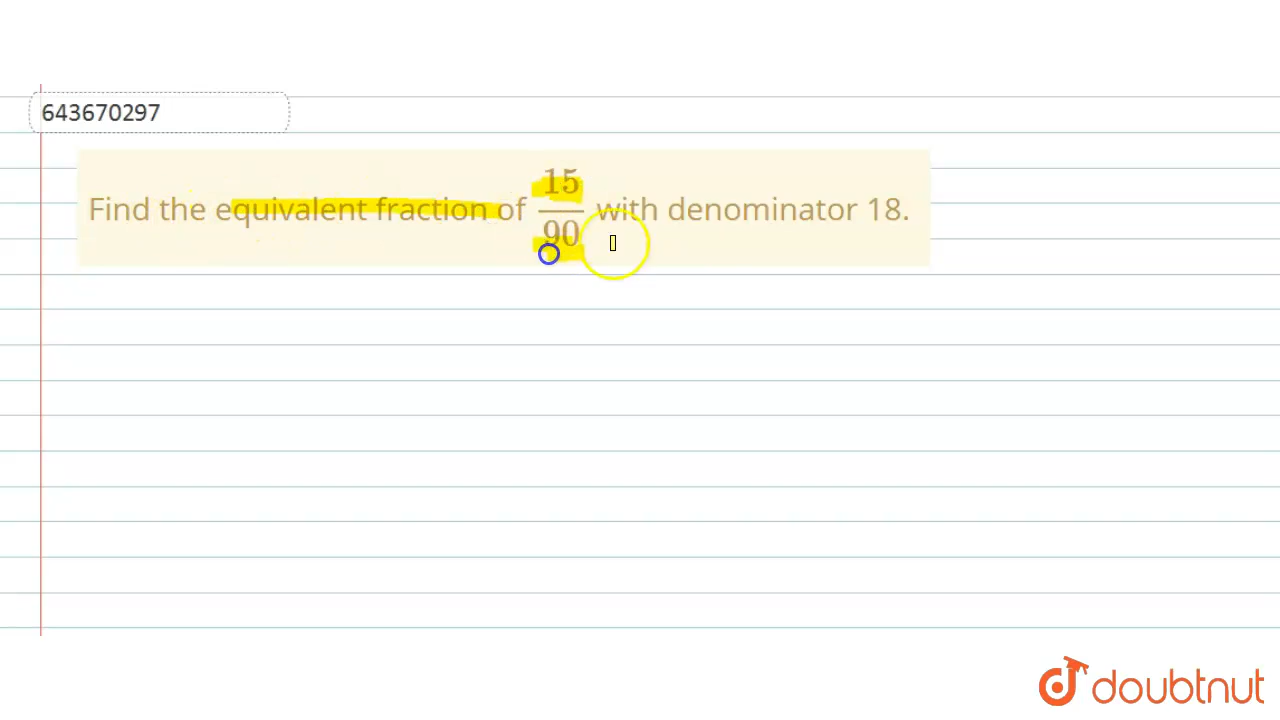 643670297
Find the equivalent fraction of 15/90 with denominator 18.
doubtnut